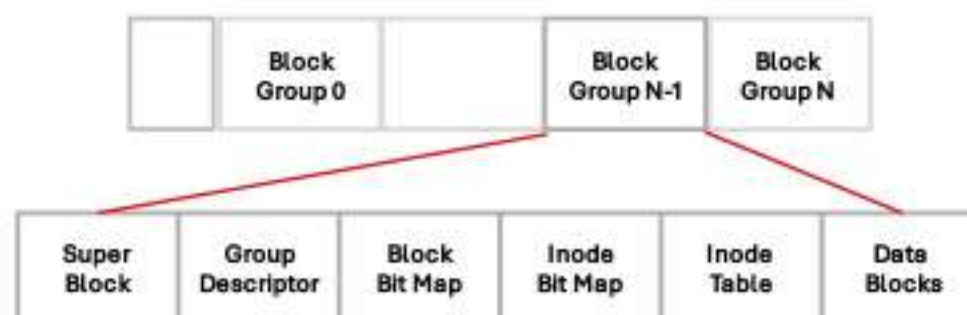 Block
Group 0
Block
Group N-1
Block
Group N
Super
Block
Group
Descriptor
Block
Bit Map
Inode
Bit Map
Inode
Table
Data
Blocks